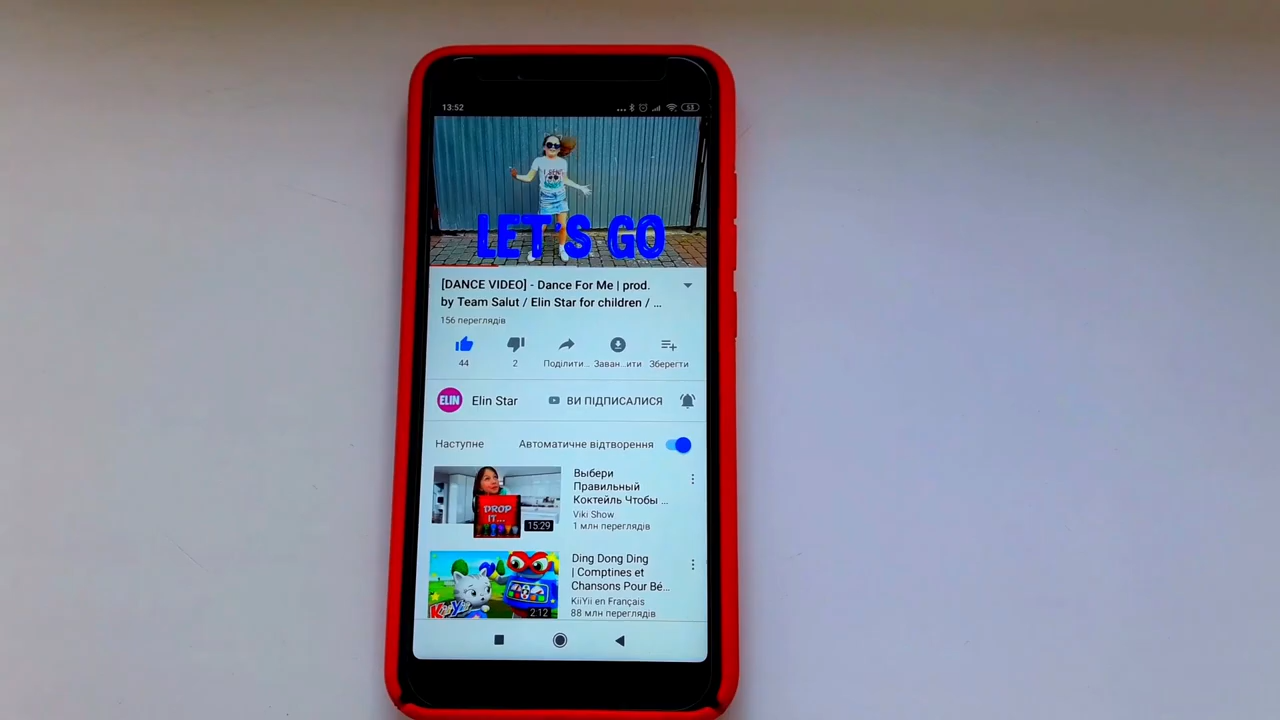 13:52
53
LET'S GO
[DANCE VIDEO] - Dance For Me | prod.
by Team Salut / Elin Star for children / ...
156 переглядів
44
2
Поділити...
Заван...ити
Зберегти
ELIN
Elin Star
ВИ ПІДПИСАЛИСЯ
Наступне
Автоматичне відтворення
DROP
IT...
15:29
Выбери
Правильный
Коктейль Чтобы ...
Viki Show
1 млн переглядів
2:12
Ding Dong Ding
| Comptines et
Chansons Pour Bé...
KiiYii en Français
88 млн переглядів